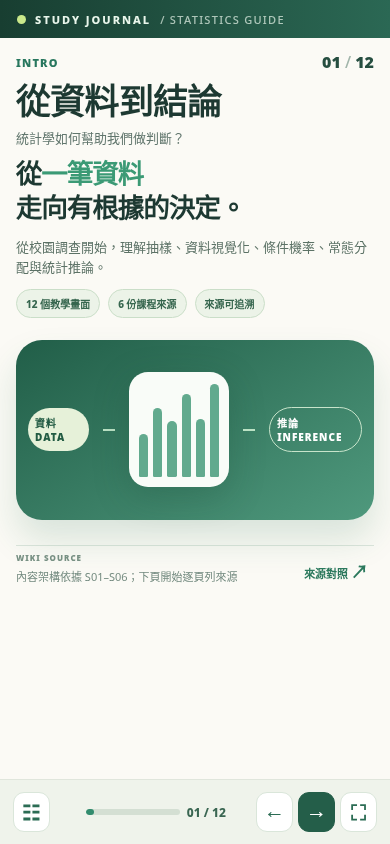 STUDY JOURNAL / STATISTICS GUIDE
INTRO
01 / 12
從資料到結論
統計學如何幫助我們做判斷？
從一筆資料
走向有根據的決定。
從校園調查開始，理解抽樣、資料視覺化、條件機率、常態分
配與統計推論。
12 個教學畫面
6 份課程來源
來源可追溯
資料
DATA
推論
INFERENCE
WIKI SOURCE
內容架構依據 S01–S06；下頁開始逐頁列來源
來源對照 ↗
01 / 12
← →